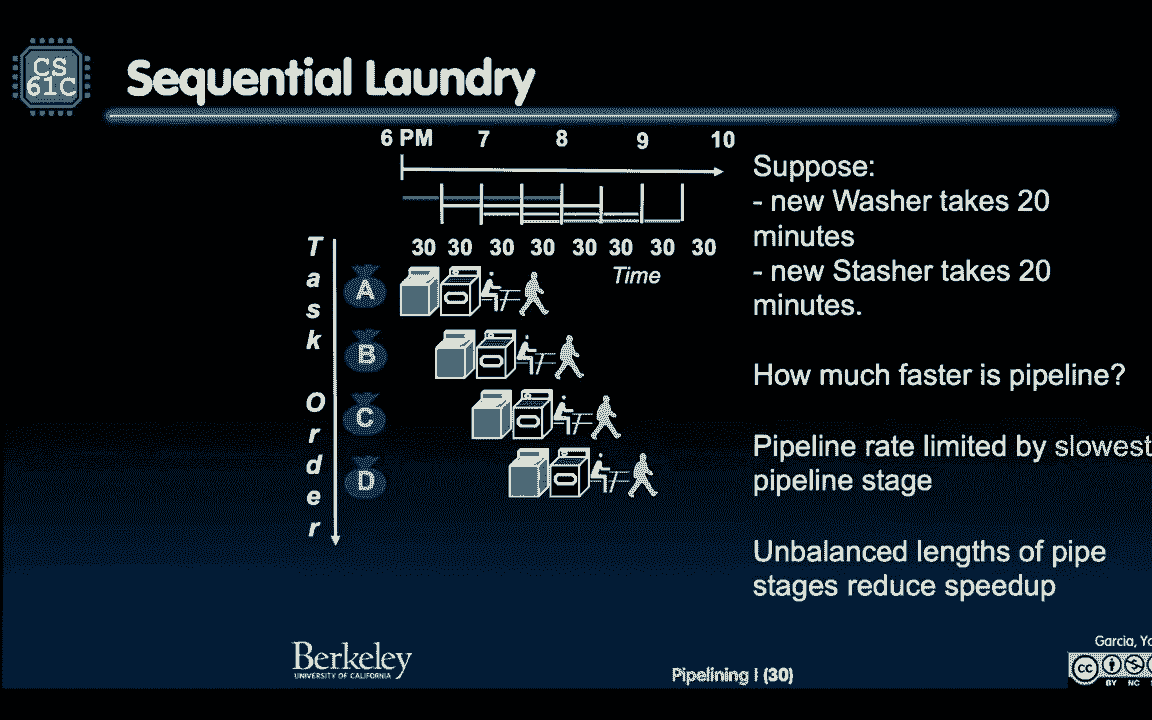 CS
61C
Sequential Laundry
6 PM 7 8 9 10
30 30 30 30 30 30 30 30
Time
Task Order
A
B
C
D
Suppose:
- new Washer takes 20
minutes
- new Stasher takes 20
minutes.
How much faster is pipeline?
Pipeline rate limited by slowest
pipeline stage
Unbalanced lengths of pipe
stages reduce speedup
Berkeley
UNIVERSITY OF CALIFORNIA
Pipelining I (30)
Garcia,
CC
BY NC